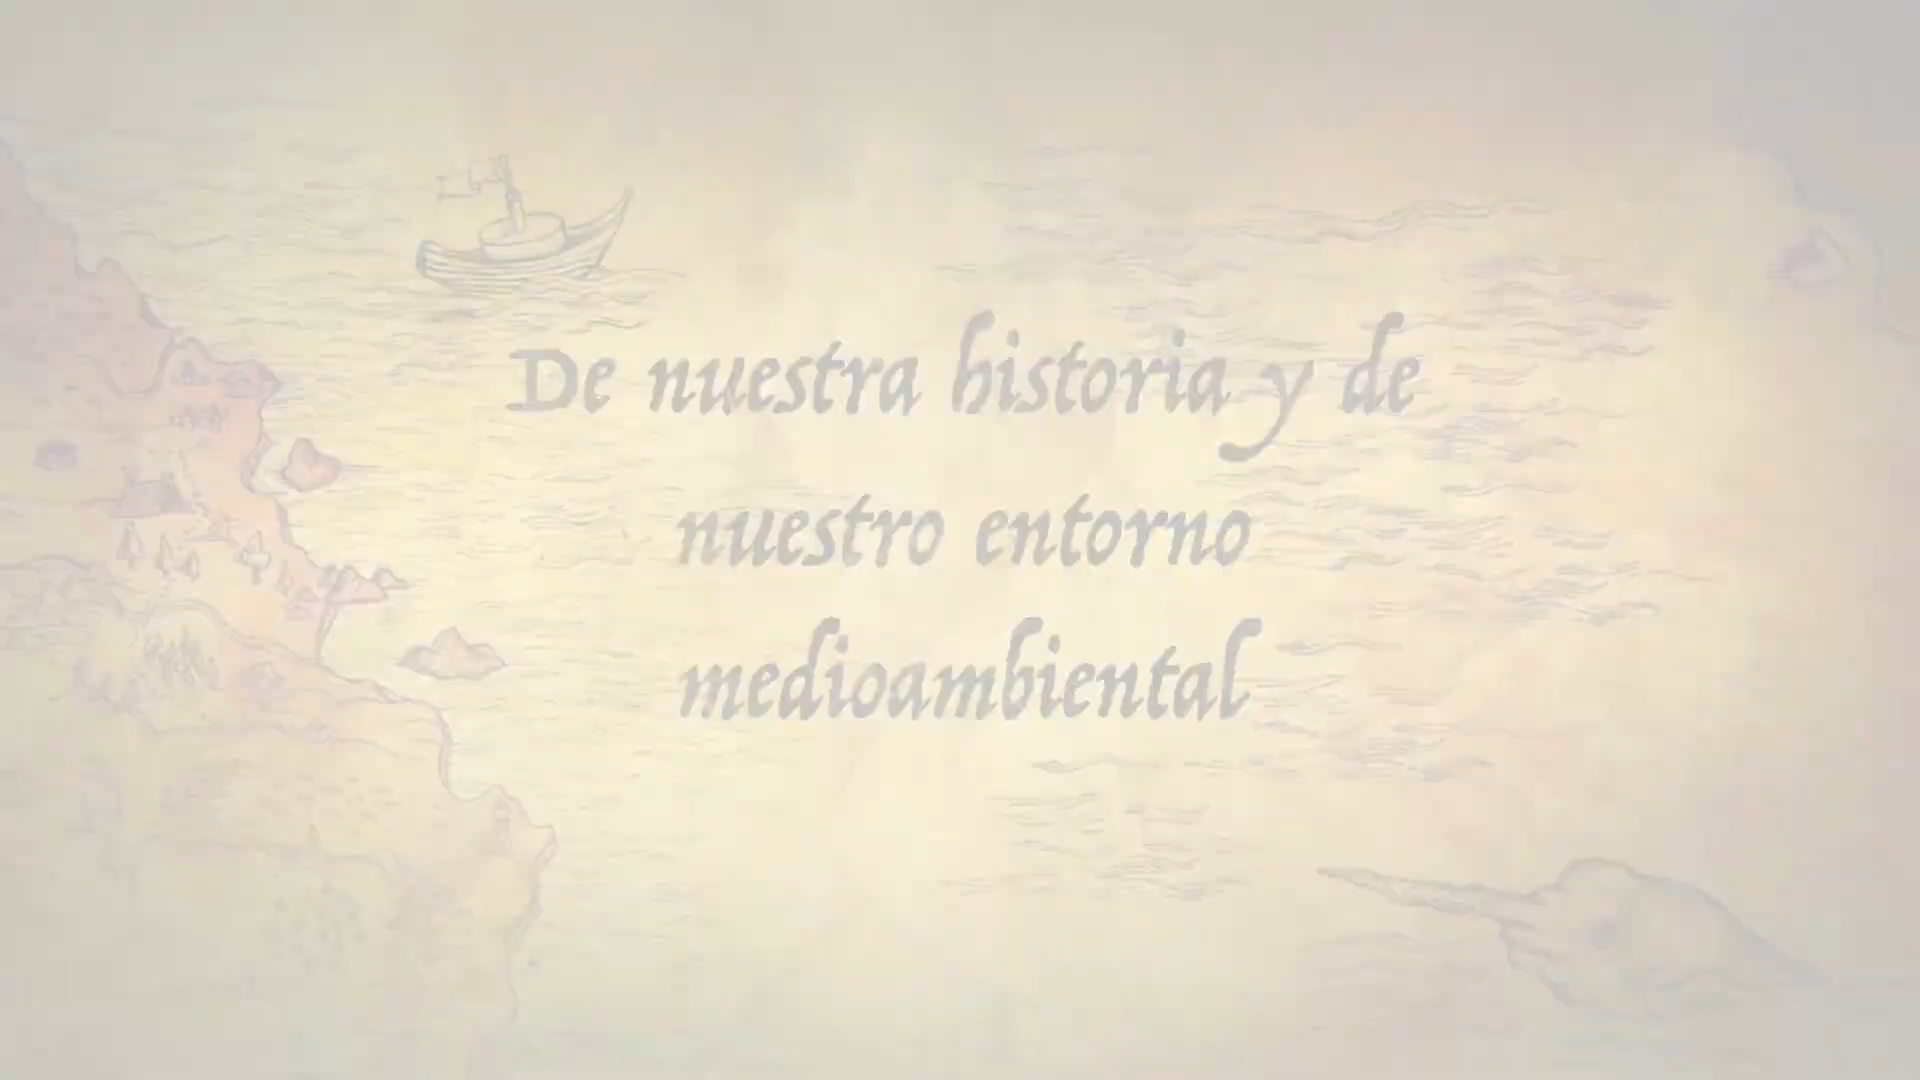 De nuestra historia y de
nuestro entorno
medioambiental